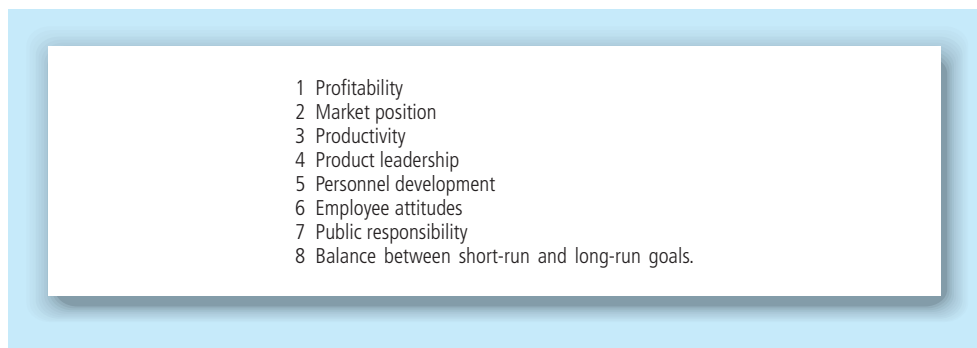 1 Profitability
2 Market position
3 Productivity
4 Product leadership
5 Personnel development
6 Employee attitudes
7 Public responsibility
8 Balance between short-run and long-run goals.